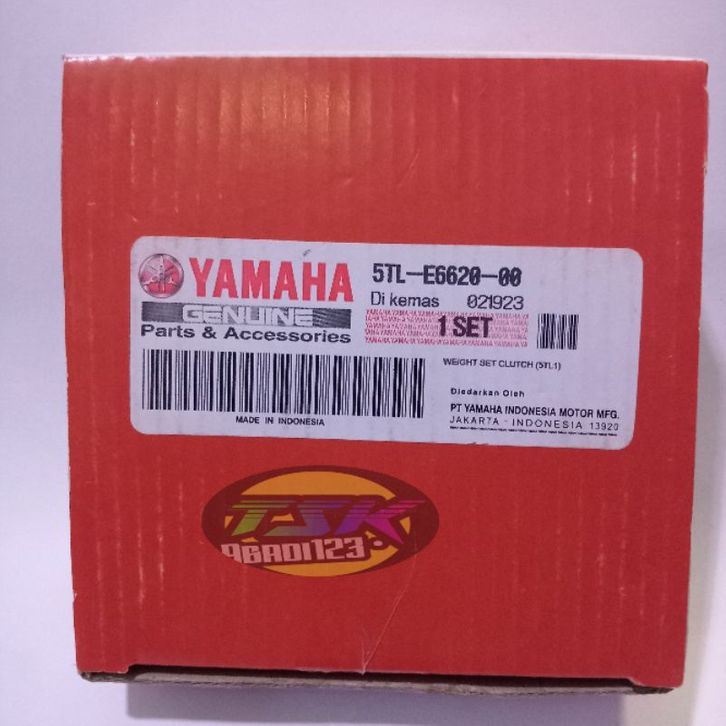 YAMAHA
GENUINE
Parts & Accessories
5TL-E6620-00
Di kemas 021923
1 SET
WEIGHT SET CLUTCH (5TL1)
Diedarkan Oleh
PT YAMAHA INDONESIA MOTOR MFG.
JAKARTA - INDONESIA 13920
MADE IN INDONESIA
TSK
AGADI123